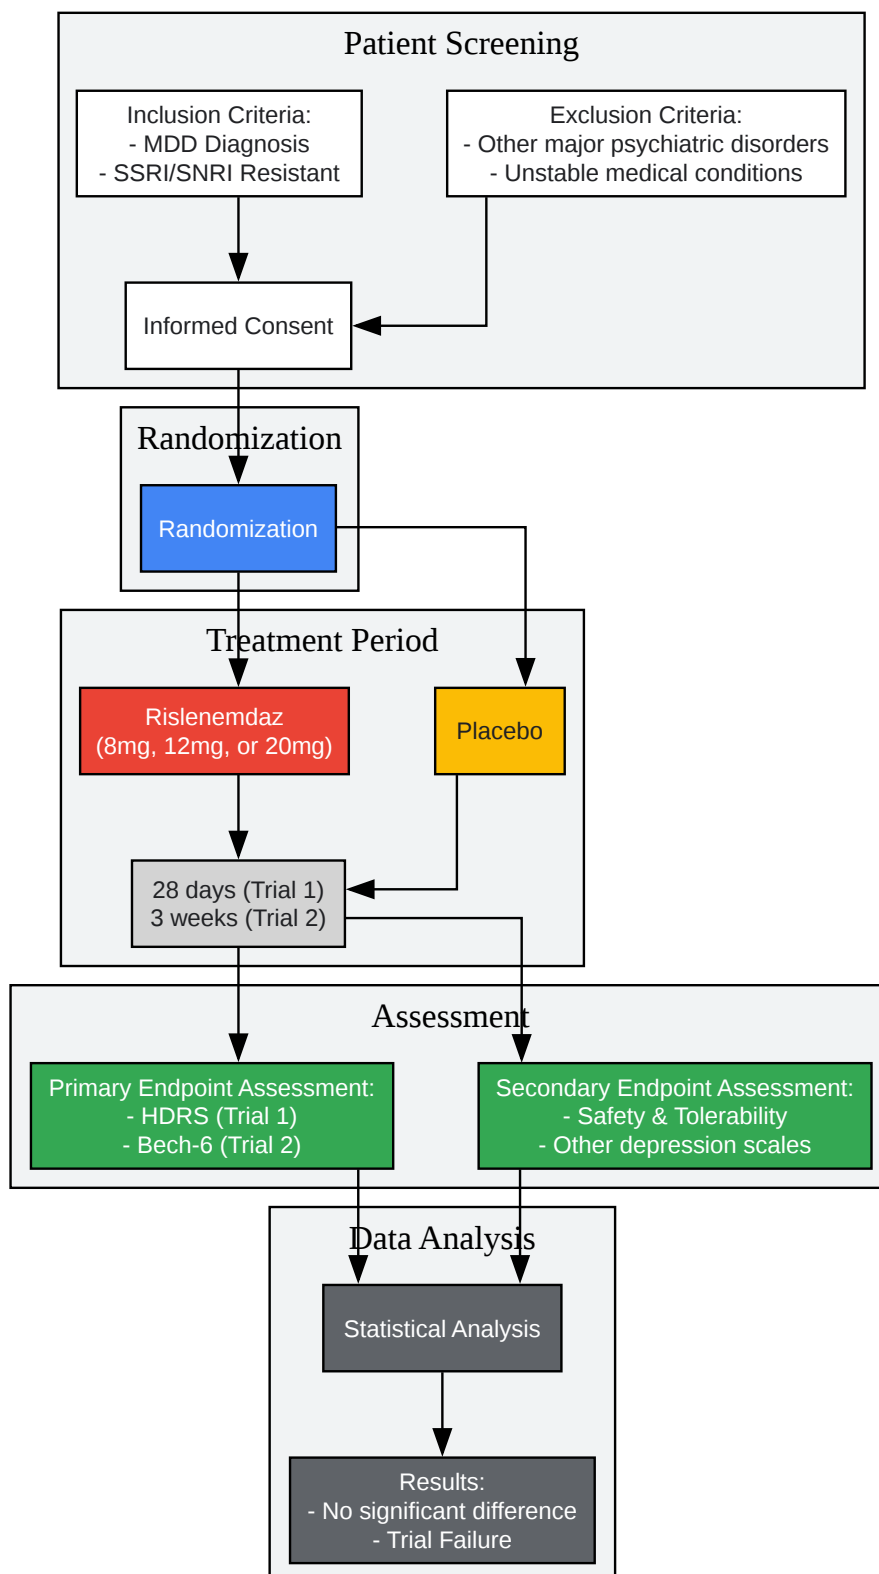 Patient Screening
Inclusion Criteria:
- MDD Diagnosis
- SSRI/SNRI Resistant
Exclusion Criteria:
- Other major psychiatric disorders
- Unstable medical conditions
Informed Consent
Randomization
Randomization
Treatment Period
Rislenemdaz
(8mg, 12mg, or 20mg)
Placebo
28 days (Trial 1)
3 weeks (Trial 2)
Assessment
Primary Endpoint Assessment:
- HDRS (Trial 1)
- Bech-6 (Trial 2)
Secondary Endpoint Assessment:
- Safety & Tolerability
- Other depression scales
Data Analysis
Statistical Analysis
Results:
- No significant difference
- Trial Failure